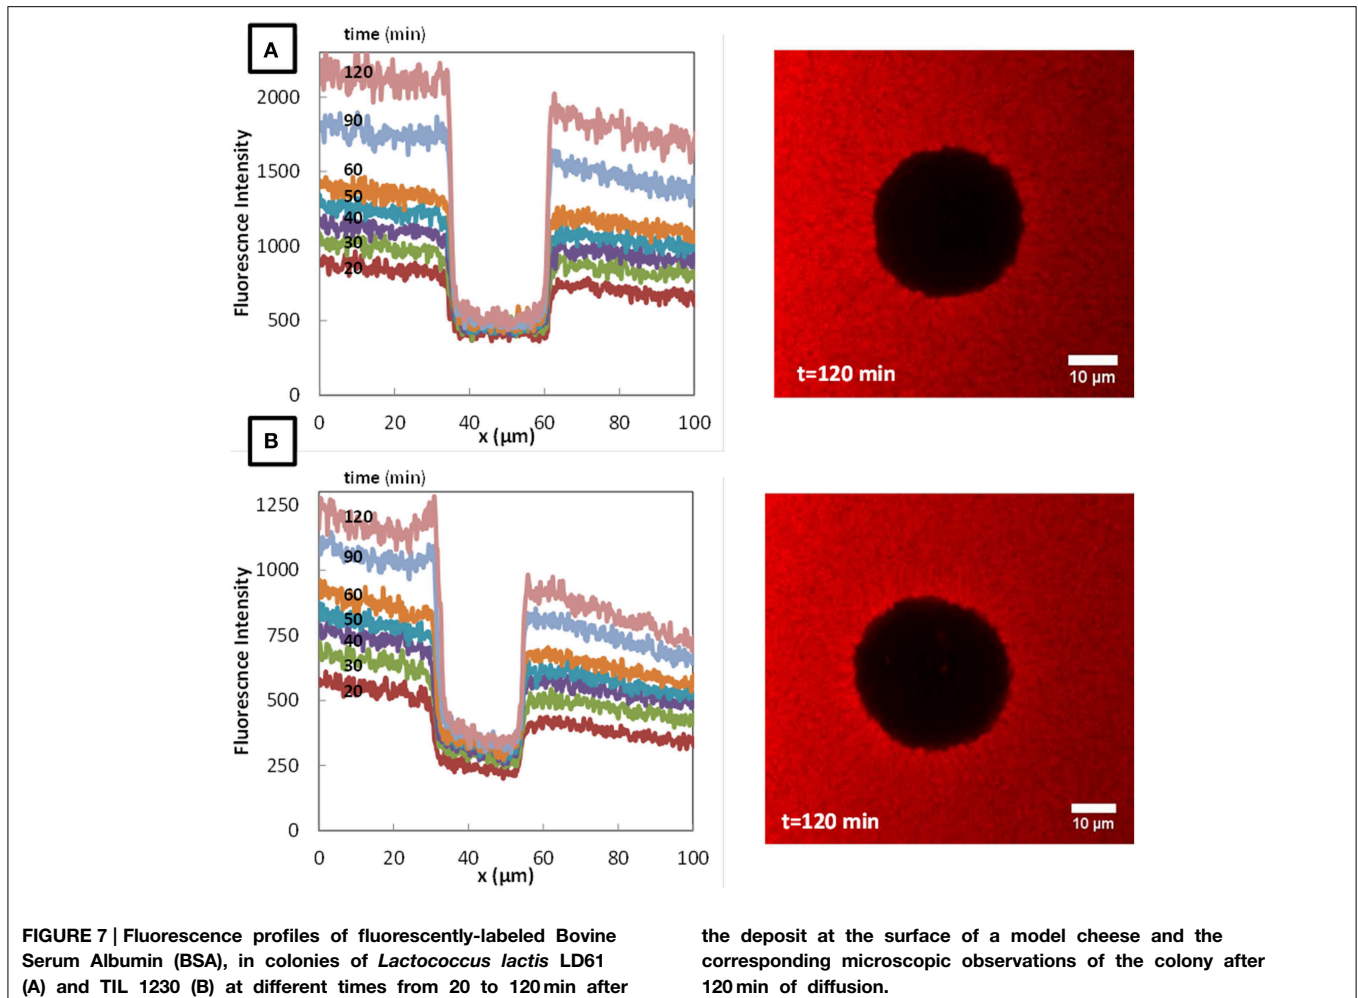 A
time (min)
120
2000
90
1500
60
50
40
1000
30
20
500
0
Fluorescnce Intensity
0 20 40 60 80 100
x (µm)
t=120 min
10 µm
B
time (min)
1250
120
1000
90
60
750
50
40
30
500
20
250
0
Fluorescnce Intensity
0 20 40 60 80 100
x (µm)
t=120 min
10 µm
FIGURE 7 | Fluorescence profiles of fluorescently-labeled Bovine
Serum Albumin (BSA), in colonies of Lactococcus lactis LD61
(A) and TIL 1230 (B) at different times from 20 to 120 min after
the deposit at the surface of a model cheese and the
corresponding microscopic observations of the colony after
120 min of diffusion.